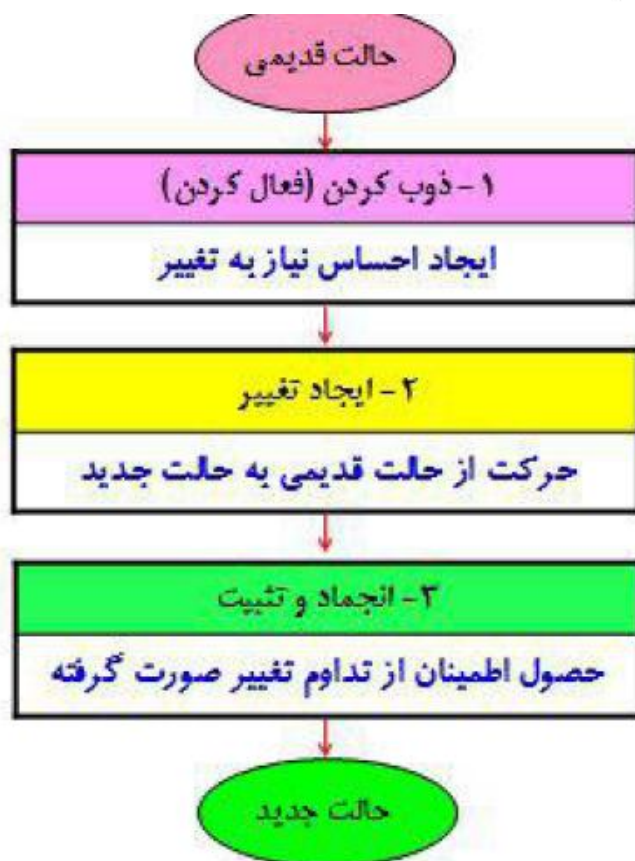 حالت قدیمی
۱- ذوب کردن (فعال کردن)
ایجاد احساس نیاز به تغییر
۲- ایجاد تغییر
حرکت از حالت قدیمی به حالت جدید
۳- انجماد و تثبیت
حصول اطمینان از تداوم تغییر صورت گرفته
حالت جدید